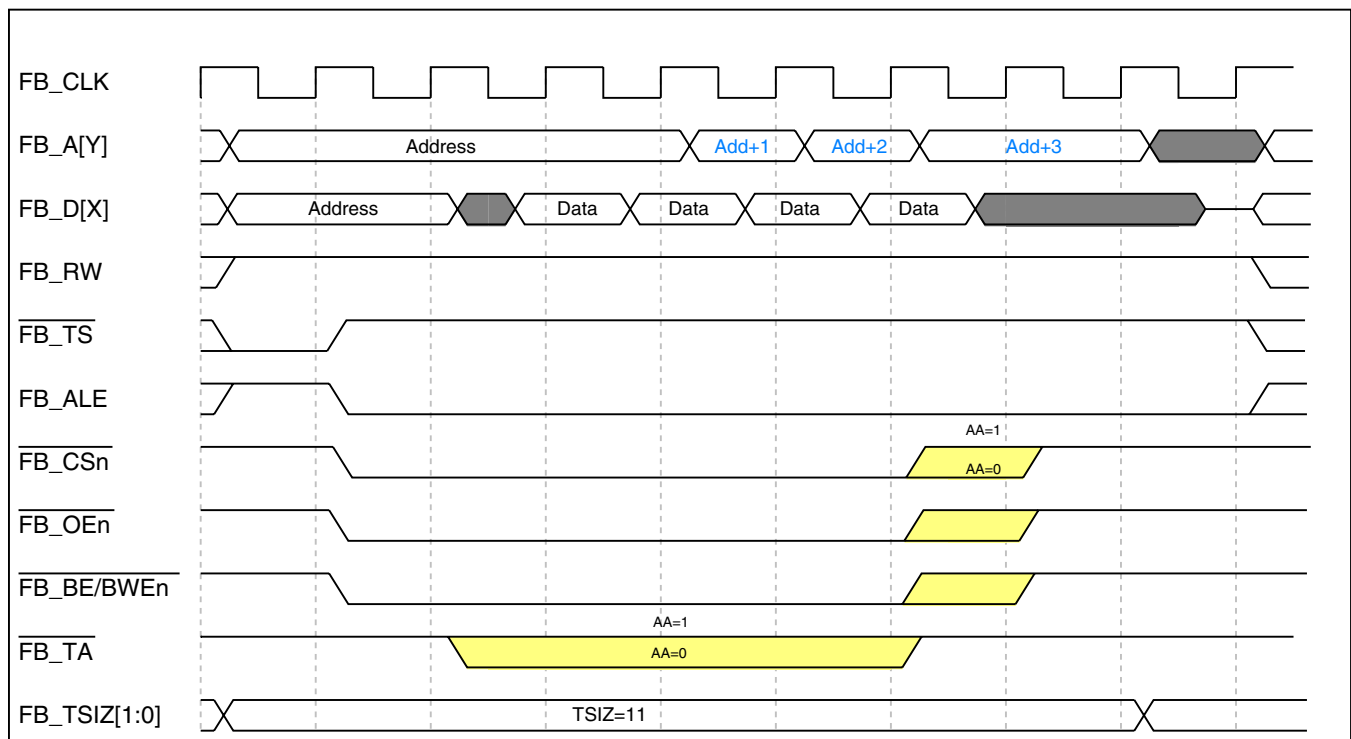 FB_CLK
FB_A[Y] Address Add+1 Add+2 Add+3
FB_D[X] Address Data Data Data Data
FB_RW
FB_TS
FB_ALE
AA=1
FB_CSn AA=0
FB_OEn
FB_BE/BWEn
AA=1
FB_TA AA=0
FB_TSIZ[1:0] TSIZ=11